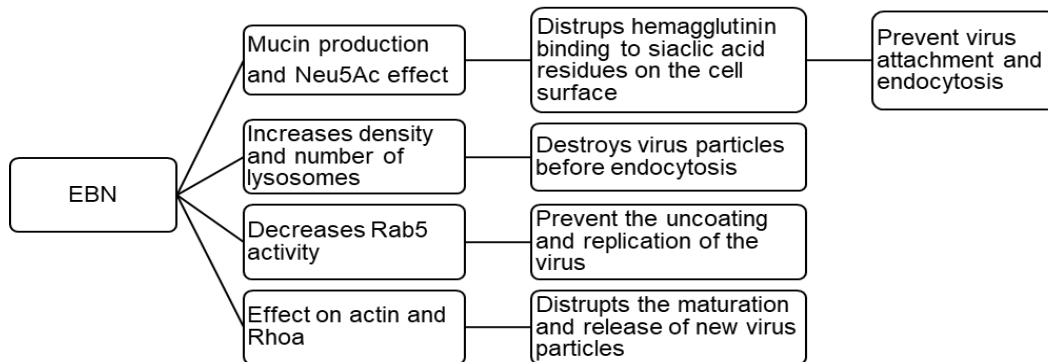 EBN
Mucin production
and Neu5Ac effect
Distrups hemagglutinin
binding to siaclic acid
residues on the cell
surface
Prevent virus
attachment and
endocytosis
Increases density
and number of
lysosomes
Destroys virus particles
before endocytosis
Decreases Rab5
activity
Prevent the uncoating
and replication of the
virus
Effect on actin and
Rhoa
Distrupts the maturation
and release of new virus
particles